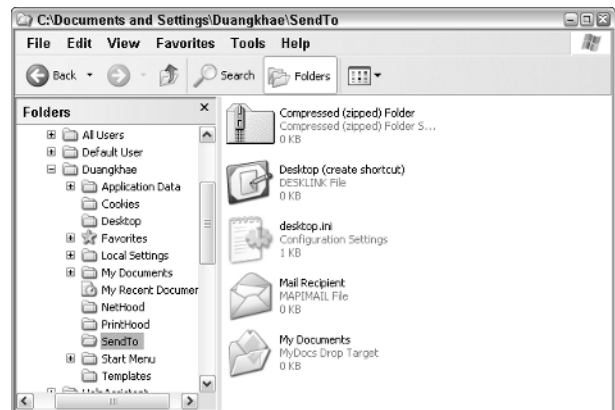 C:\Documents and Settings\Duangkhae\SendTo
File Edit View Favorites Tools Help
Back Search Folders
Folders
All Users
Default User
Duangkhae
Application Data
Cookies
Desktop
Favorites
Local Settings
My Documents
My Recent Documer
NetHood
PrintHood
SendTo
Start Menu
Templates
Compressed (zipped) Folder
Compressed (zipped) Folder S...
0 KB
Desktop (create shortcut)
DESKLINK File
0 KB
desktop.ini
Configuration Settings
1 KB
Mail Recipient
MAPIMAIL File
0 KB
My Documents
MyDocs Drop Target
0 KB